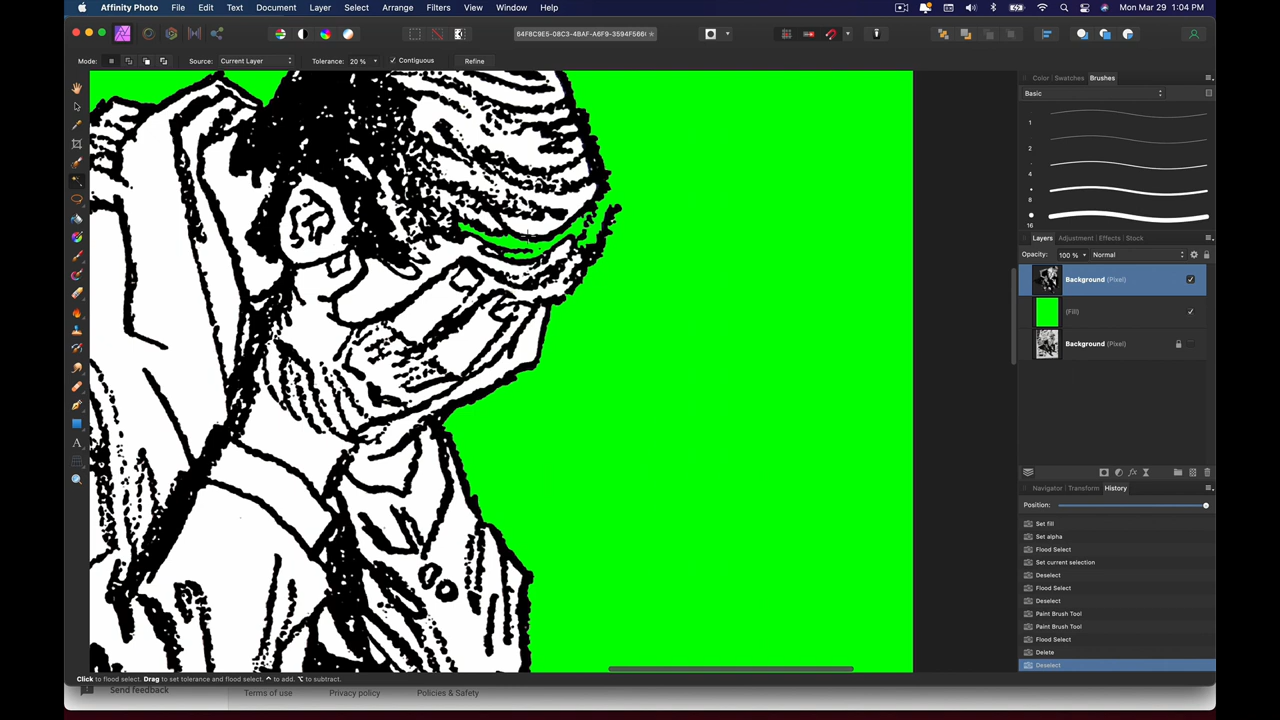 Affinity Photo File Edit Text Document Layer Select Arrange Filters View Window Help Mon Mar 29 1:04 PM
Mode: Source: Current Layer Tolerance: 20 % Contiguous Refine
Color Swatches Brushes
Basic
1
2
4
8
16
Layers Adjustment Effects Stock
Opacity: 100 % Normal
Background (Pixel)
(Fill)
Background (Pixel)
Navigator Transform History
Position:
Set fill
Set alpha
Flood Select
Set current selection
Deselect
Flood Select
Deselect
Paint Brush Tool
Paint Brush Tool
Flood Select
Delete
Deselect
Click to flood select. Drag to set tolerance and flood select. ^ to add. ⌥ to subtract.
Send feedback Terms of use Privacy policy Policies & Safety